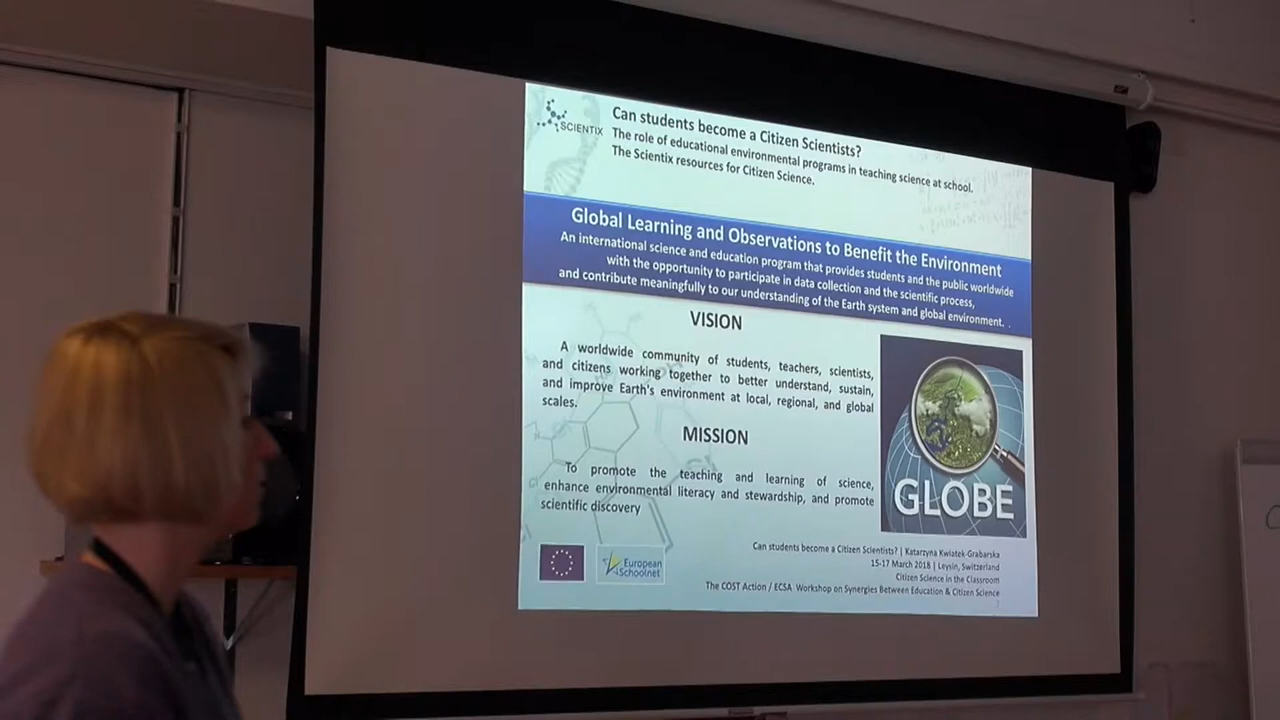 SCIENTIX
Can students become a Citizen Scientists?
The role of educational environmental programs in teaching science at school.
The Scientix resources for Citizen Science.
Global Learning and Observations to Benefit the Environment
An international science and education program that provides students and the public worldwide
with the opportunity to participate in data collection and the scientific process,
and contribute meaningfully to our understanding of the Earth system and global environment. .
VISION
A worldwide community of students, teachers, scientists,
and citizens working together to better understand, sustain,
and improve Earth's environment at local, regional, and global
scales.
MISSION
To promote the teaching and learning of science,
enhance environmental literacy and stewardship, and promote
scientific discovery
GLOBE
European
Schoolnet
Can students become a Citizen Scientists? | Katarzyna Kwiatek-Grabarska
15-17 March 2018 | Leysin, Switzerland
Citizen Science in the Classroom
The COST Action / ECSA Workshop on Synergies Between Education & Citizen Science